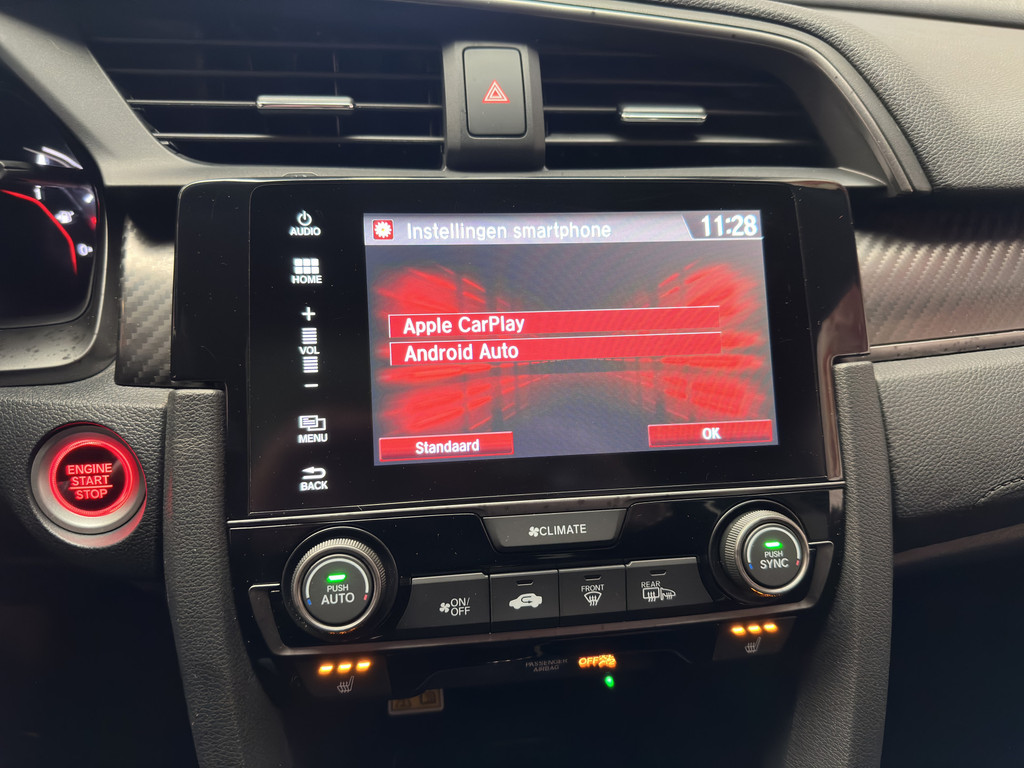 AUDIO
HOME
+
VOL
−
MENU
BACK
Instellingen smartphone
11:28
Apple CarPlay
Android Auto
Standaard
OK
ENGINE
START
STOP
CLIMATE
PUSH
AUTO
ON/
OFF
FRONT
REAR
PUSH
SYNC
PASSENGER
AIRBAG
OFF